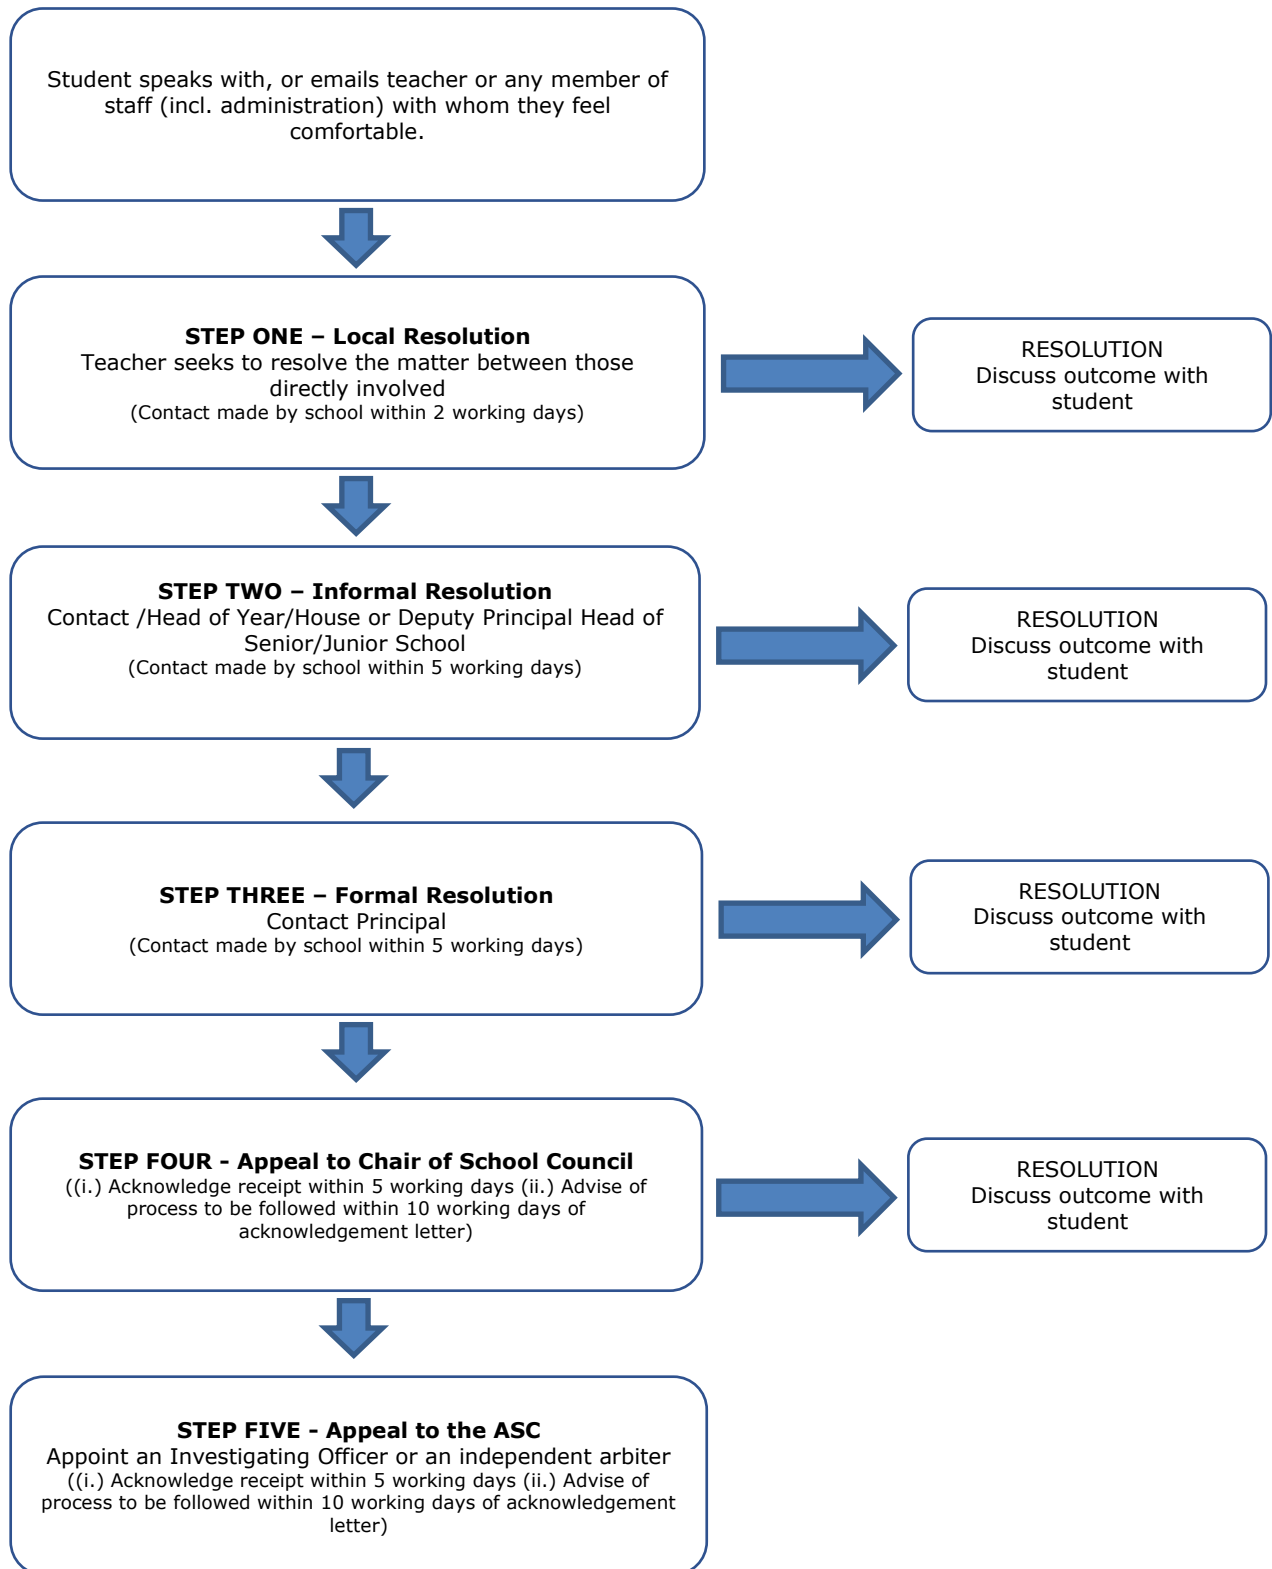 Student speaks with, or emails teacher or any member of
staff (incl. administration) with whom they feel
comfortable.
STEP ONE – Local Resolution
Teacher seeks to resolve the matter between those
directly involved
(Contact made by school within 2 working days)
RESOLUTION
Discuss outcome with
student
STEP TWO – Informal Resolution
Contact /Head of Year/House or Deputy Principal Head of
Senior/Junior School
(Contact made by school within 5 working days)
RESOLUTION
Discuss outcome with
student
STEP THREE – Formal Resolution
Contact Principal
(Contact made by school within 5 working days)
RESOLUTION
Discuss outcome with
student
STEP FOUR - Appeal to Chair of School Council
((i.) Acknowledge receipt within 5 working days (ii.) Advise of
process to be followed within 10 working days of
acknowledgement letter)
RESOLUTION
Discuss outcome with
student
STEP FIVE - Appeal to the ASC
Appoint an Investigating Officer or an independent arbiter
((i.) Acknowledge receipt within 5 working days (ii.) Advise of
process to be followed within 10 working days of acknowledgement
letter)